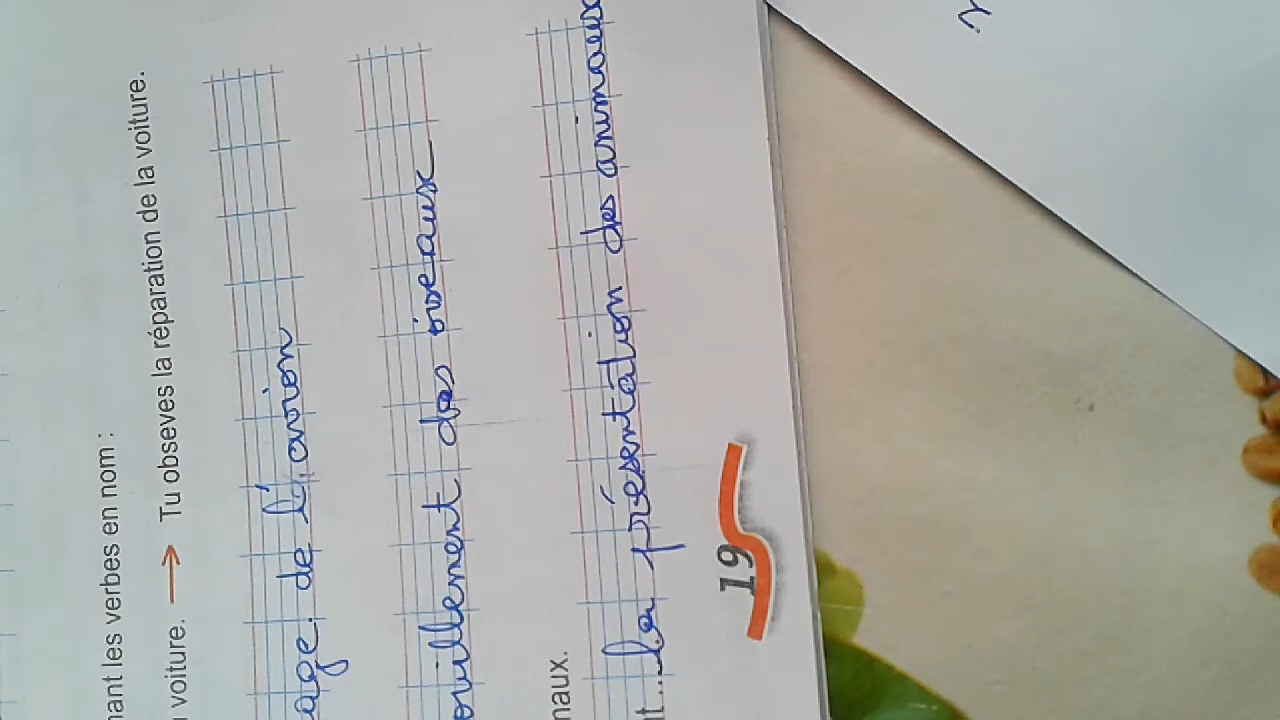 nant les verbes en nom :
voiture. → Tu obseves la réparation de la voiture.
age. de l'avion
ouillement des oiseaux
naux.
t...la présentation des animaux
19